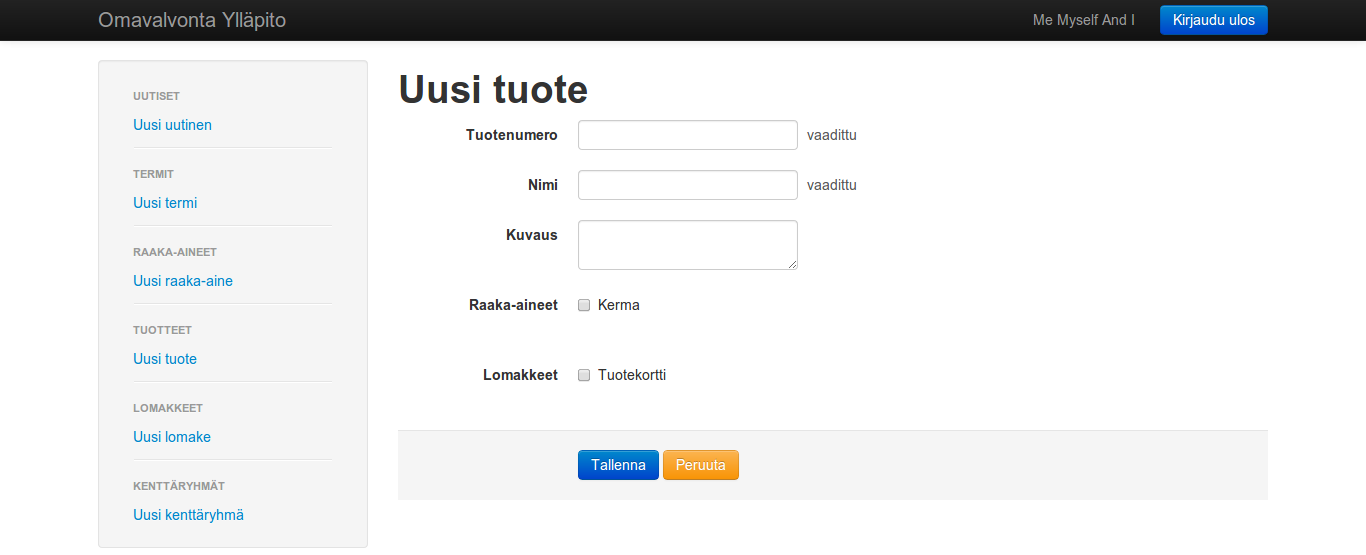 Omavalvonta Ylläpito
Me Myself And I
Kirjaudu ulos
UUTISET
Uusi uutinen
TERMIT
Uusi termi
RAAKA-AINEET
Uusi raaka-aine
TUOTTEET
Uusi tuote
LOMAKKEET
Uusi lomake
KENTTÄRYHMÄT
Uusi kenttäryhmä
Uusi tuote
Tuotenumero vaadittu
Nimi vaadittu
Kuvaus
Raaka-aineet Kerma
Lomakkeet Tuotekortti
Tallenna Peruuta